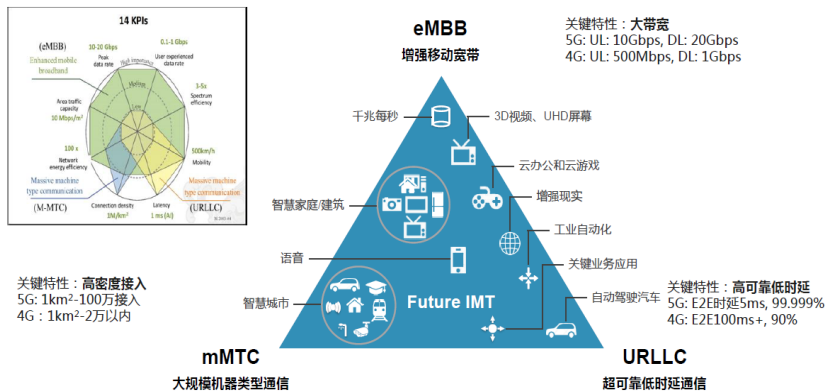 14 KPIs
(eMBB)
Enhanced mobile
broadband
10-20 Gbps
Peak
data rate
0.1-1 Gbps
User experienced
data rate
High importance
Medium
Low
3-5x
Spectrum
efficiency
Area traffic
capacity
10 Mbps/m²
100 x
Network
energy efficiency
500km/h
Mobility
Massive machine
type communication
(M-MTC)
Massive machine
type communication
(URLLC)
Connection density
1M/km²
Latency
1 ms (AI)
eMBB
增强移动宽带
关键特性：大带宽
5G: UL: 10Gbps, DL: 20Gbps
4G: UL: 500Mbps, DL: 1Gbps
千兆每秒
3D视频、UHD屏幕
云办公和云游戏
智慧家庭/建筑
增强现实
工业自动化
语音
关键业务应用
智慧城市
自动驾驶汽车
Future IMT
关键特性：高密度接入
5G: 1km²-100万接入
4G：1km²-2万以内
关键特性：高可靠低时延
5G: E2E时延5ms, 99.999%
4G: E2E100ms+, 90%
mMTC
大规模机器类型通信
URLLC
超可靠低时延通信